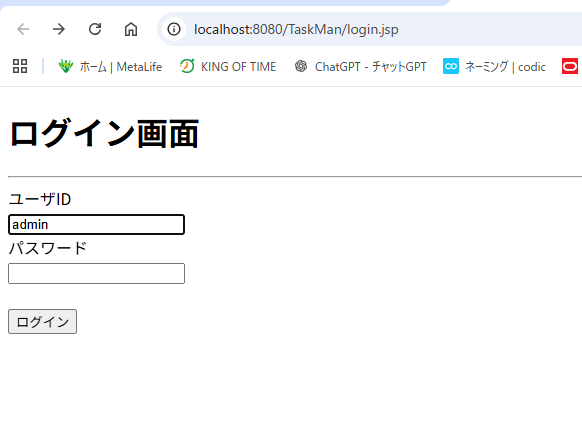 localhost:8080/TaskMan/login.jsp
ホーム | MetaLife KING OF TIME ChatGPT - チャットGPT ネーミング | codic
ログイン画面
ユーザID
admin
パスワード
ログイン